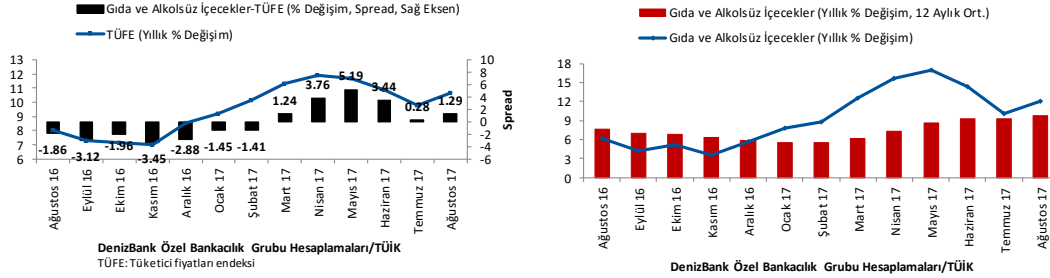 Gıda ve Alkolsüz İçecekler-TÜFE (% Değişim, Spread, Sağ Eksen)
TÜFE (Yıllık % Değişim)
13
12
11
10
9
8
7
6
10
8
6
4
2
0
-2
-4
-6
Spread
-1.86
-3.12
-1.96
-3.45
-2.88
-1.45
-1.41
1.24
3.76
5.19
3.44
0.28
1.29
Ağustos 16
Eylül 16
Ekim 16
Kasım 16
Aralık 16
Ocak 17
Şubat 17
Mart 17
Nisan 17
Mayıs 17
Haziran 17
Temmuz 17
Ağustos 17
DenizBank Özel Bankacılık Grubu Hesaplamaları/TÜİK
TÜFE: Tüketici fiyatları endeksi
Gıda ve Alkolsüz İçecekler (Yıllık % Değişim, 12 Aylık Ort.)
Gıda ve Alkolsüz İçecekler (Yıllık % Değişim)
18
15
12
9
6
3
0
Ağustos 16
Eylül 16
Ekim 16
Kasım 16
Aralık 16
Ocak 17
Şubat 17
Mart 17
Nisan 17
Mayıs 17
Haziran 17
Temmuz 17
Ağustos 17
DenizBank Özel Bankacılık Grubu Hesaplamaları/TÜİK